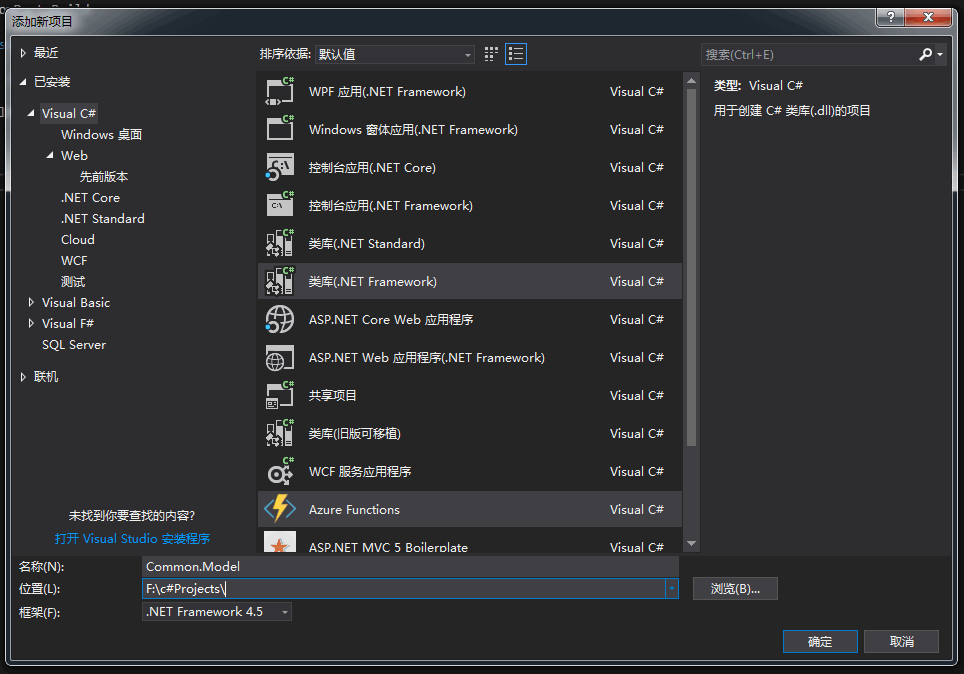 添加新项目
最近
已安装
Visual C#
Windows 桌面
Web
先前版本
.NET Core
.NET Standard
Cloud
WCF
测试
Visual Basic
Visual F#
SQL Server
联机
未找到你要查找的内容?
打开 Visual Studio 安装程序
排序依据: 默认值
WPF 应用(.NET Framework) Visual C#
Windows 窗体应用(.NET Framework) Visual C#
控制台应用(.NET Core) Visual C#
控制台应用(.NET Framework) Visual C#
类库(.NET Standard) Visual C#
类库(.NET Framework) Visual C#
ASP.NET Core Web 应用程序 Visual C#
ASP.NET Web 应用程序(.NET Framework) Visual C#
共享项目 Visual C#
类库(旧版可移植) Visual C#
WCF 服务应用程序 Visual C#
Azure Functions Visual C#
ASP.NET MVC 5 Boilerplate Visual C#
搜索(Ctrl+E)
类型: Visual C#
用于创建 C# 类库(.dll)的项目
名称(N): Common.Model
位置(L): F:\c#Projects\
浏览(B)...
框架(F): .NET Framework 4.5
确定 取消